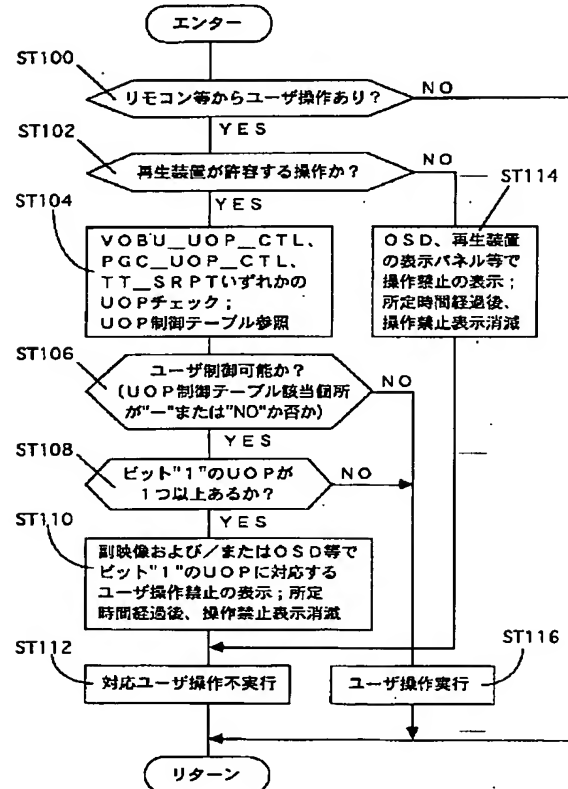 エンター
ST100
リモコン等からユーザ操作あり?
NO
YES
ST102
再生装置が許容する操作か?
NO
YES
ST104
VOBU_UOP_CTL、
PGC_UOP_CTL、
TT_SRPTいずれかの
UOPチェック;
UOP制御テーブル参照
ST114
OSD、再生装置
の表示パネル等で
操作禁止の表示;
所定時間経過後、
操作禁止表示消滅
ST106
ユーザ制御可能か?
(UOP制御テーブル該当個所
が"ー"または"NO"か否か)
NO
YES
ST108
ビット"1"のUOPが
1つ以上あるか?
NO
YES
ST110
副映像および/またはOSD等で
ビット"1"のUOPに対応する
ユーザ操作禁止の表示;所定
時間経過後、操作禁止表示消滅
ST112
対応ユーザ操作不実行
ST116
ユーザ操作実行
リターン